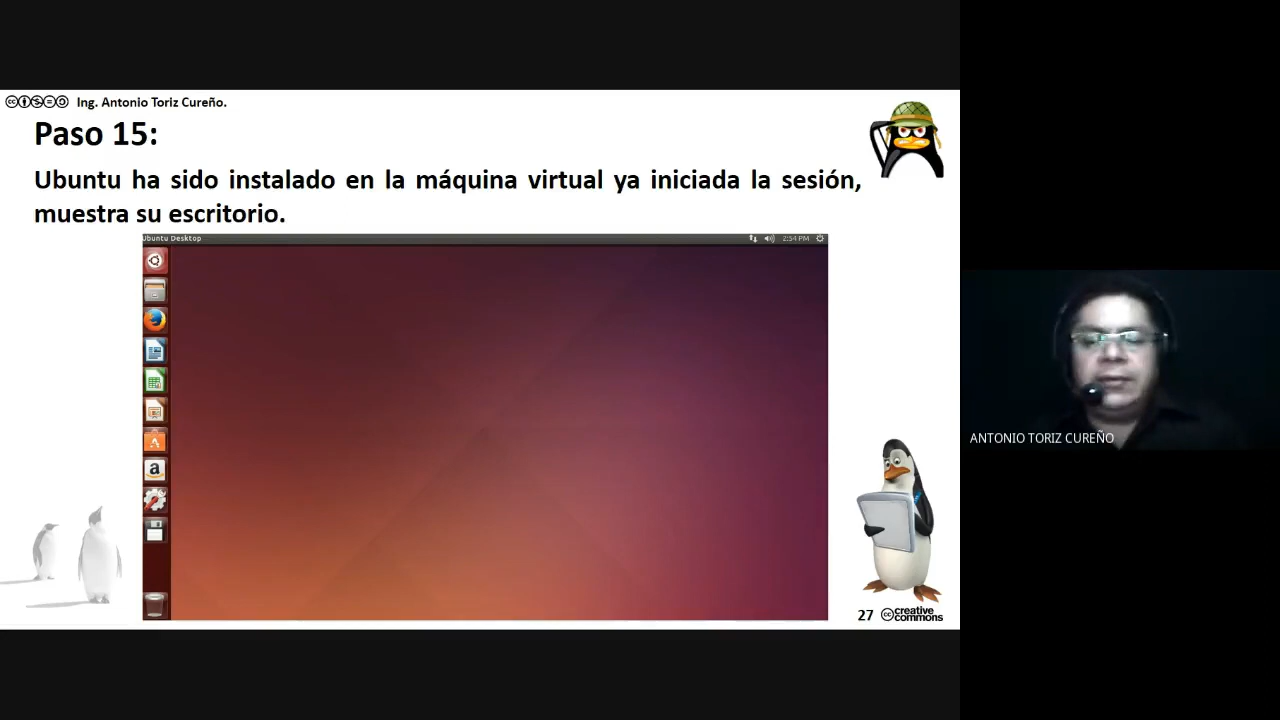 Ing. Antonio Toriz Cureño.
Paso 15:
Ubuntu ha sido instalado en la máquina virtual ya iniciada la sesión,
muestra su escritorio.
Ubuntu Desktop
2:54 PM
ANTONIO TORIZ CUREÑO
27
creative
commons